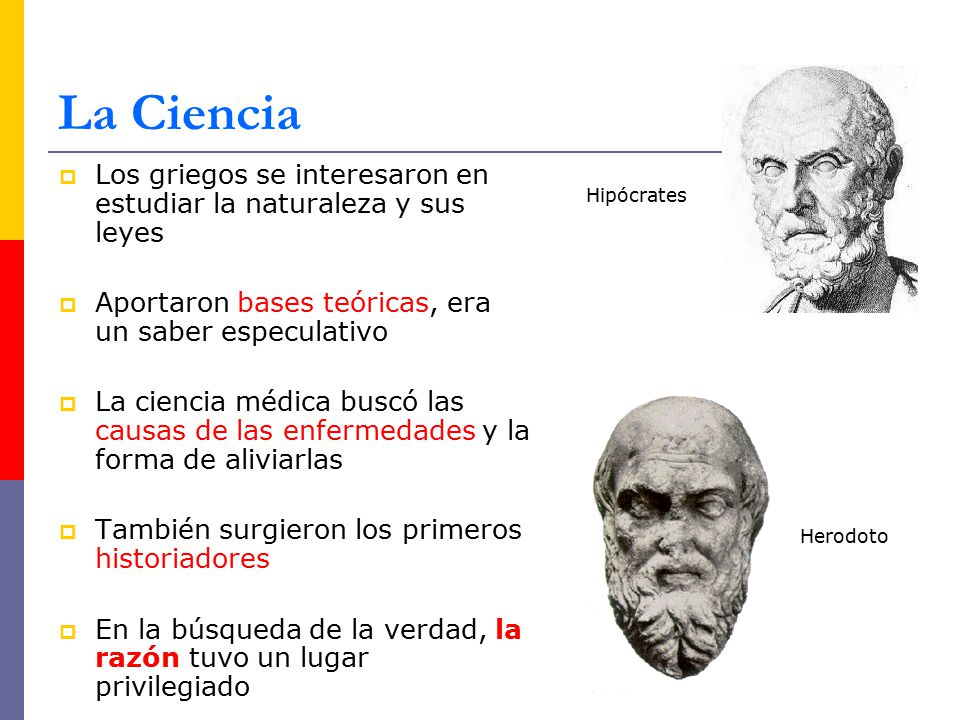 La Ciencia
Los griegos se interesaron en
estudiar la naturaleza y sus
leyes
Hipócrates
Aportaron bases teóricas, era
un saber especulativo
La ciencia médica buscó las
causas de las enfermedades y la
forma de aliviarlas
También surgieron los primeros
historiadores
Herodoto
En la búsqueda de la verdad, la
razón tuvo un lugar
privilegiado